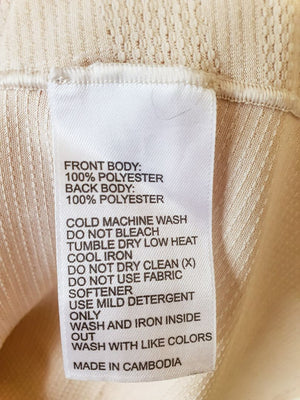 FRONT BODY:
100% POLYESTER
BACK BODY:
100% POLYESTER
COLD MACHINE WASH
DO NOT BLEACH
TUMBLE DRY LOW HEAT
COOL IRON
DO NOT DRY CLEAN (X)
DO NOT USE FABRIC
SOFTENER
USE MILD DETERGENT
ONLY
WASH AND IRON INSIDE
OUT
WASH WITH LIKE COLORS
MADE IN CAMBODIA